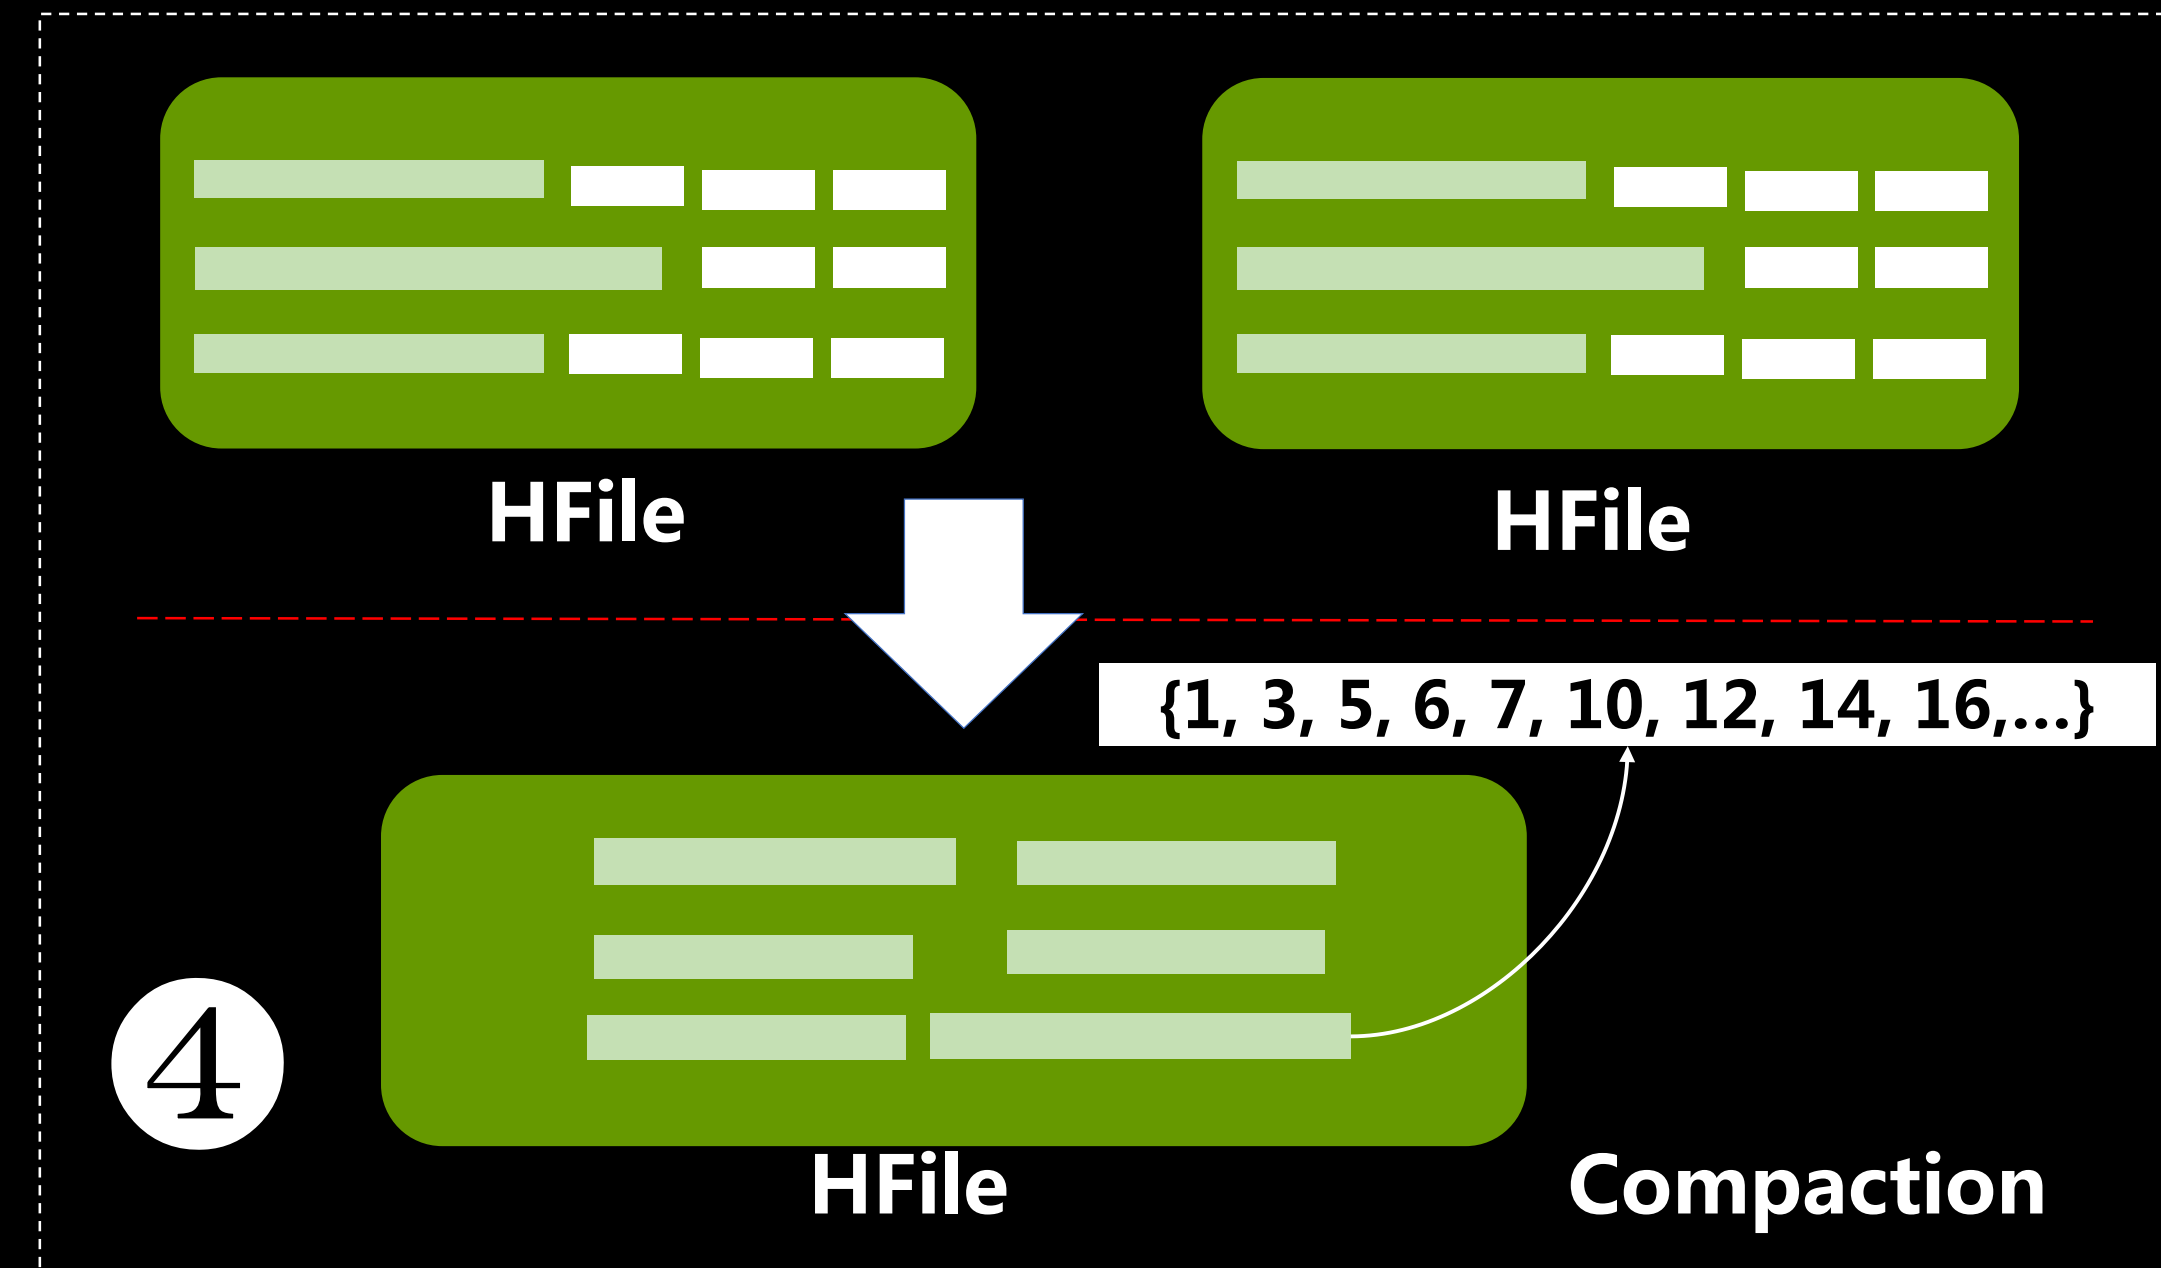 HFile
HFile
{1, 3, 5, 6, 7, 10, 12, 14, 16,...}
4
HFile
Compaction